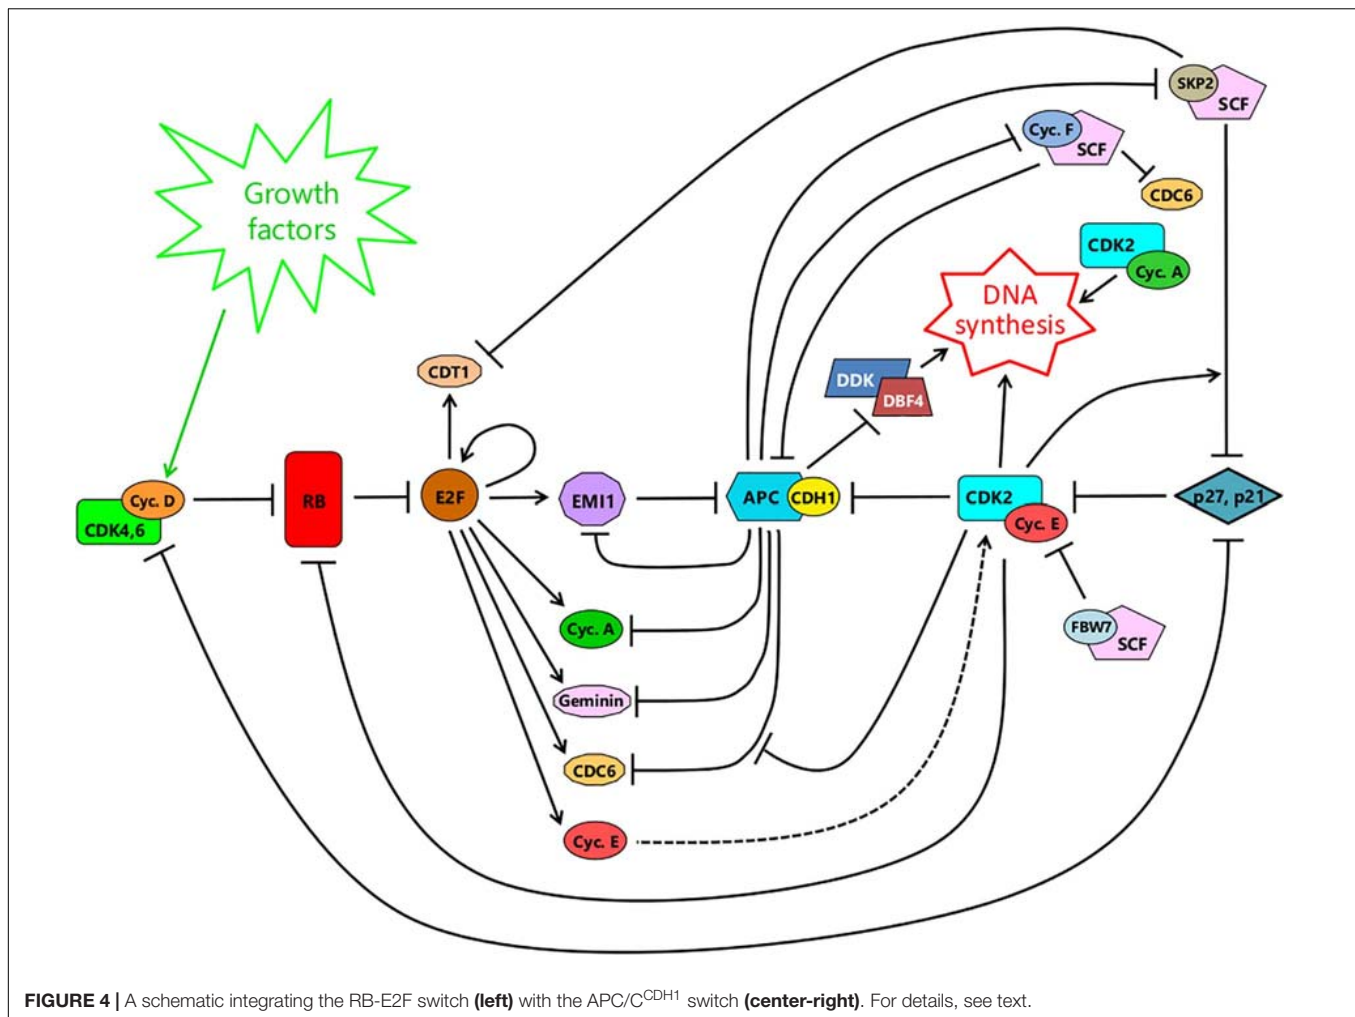 SKP2
SCF
Cyc. F
SCF
CDC6
Growth
factors
CDK2
Cyc. A
DNA
synthesis
CDT1
DDK
DBF4
Cyc. D
CDK4,6
RB
E2F
EMI1
APC
CDH1
CDK2
Cyc. E
p27, p21
Cyc. A
FBW7
SCF
Geminin
CDC6
Cyc. E
FIGURE 4 | A schematic integrating the RB-E2F switch (left) with the APC/C^CDH1 switch (center-right). For details, see text.